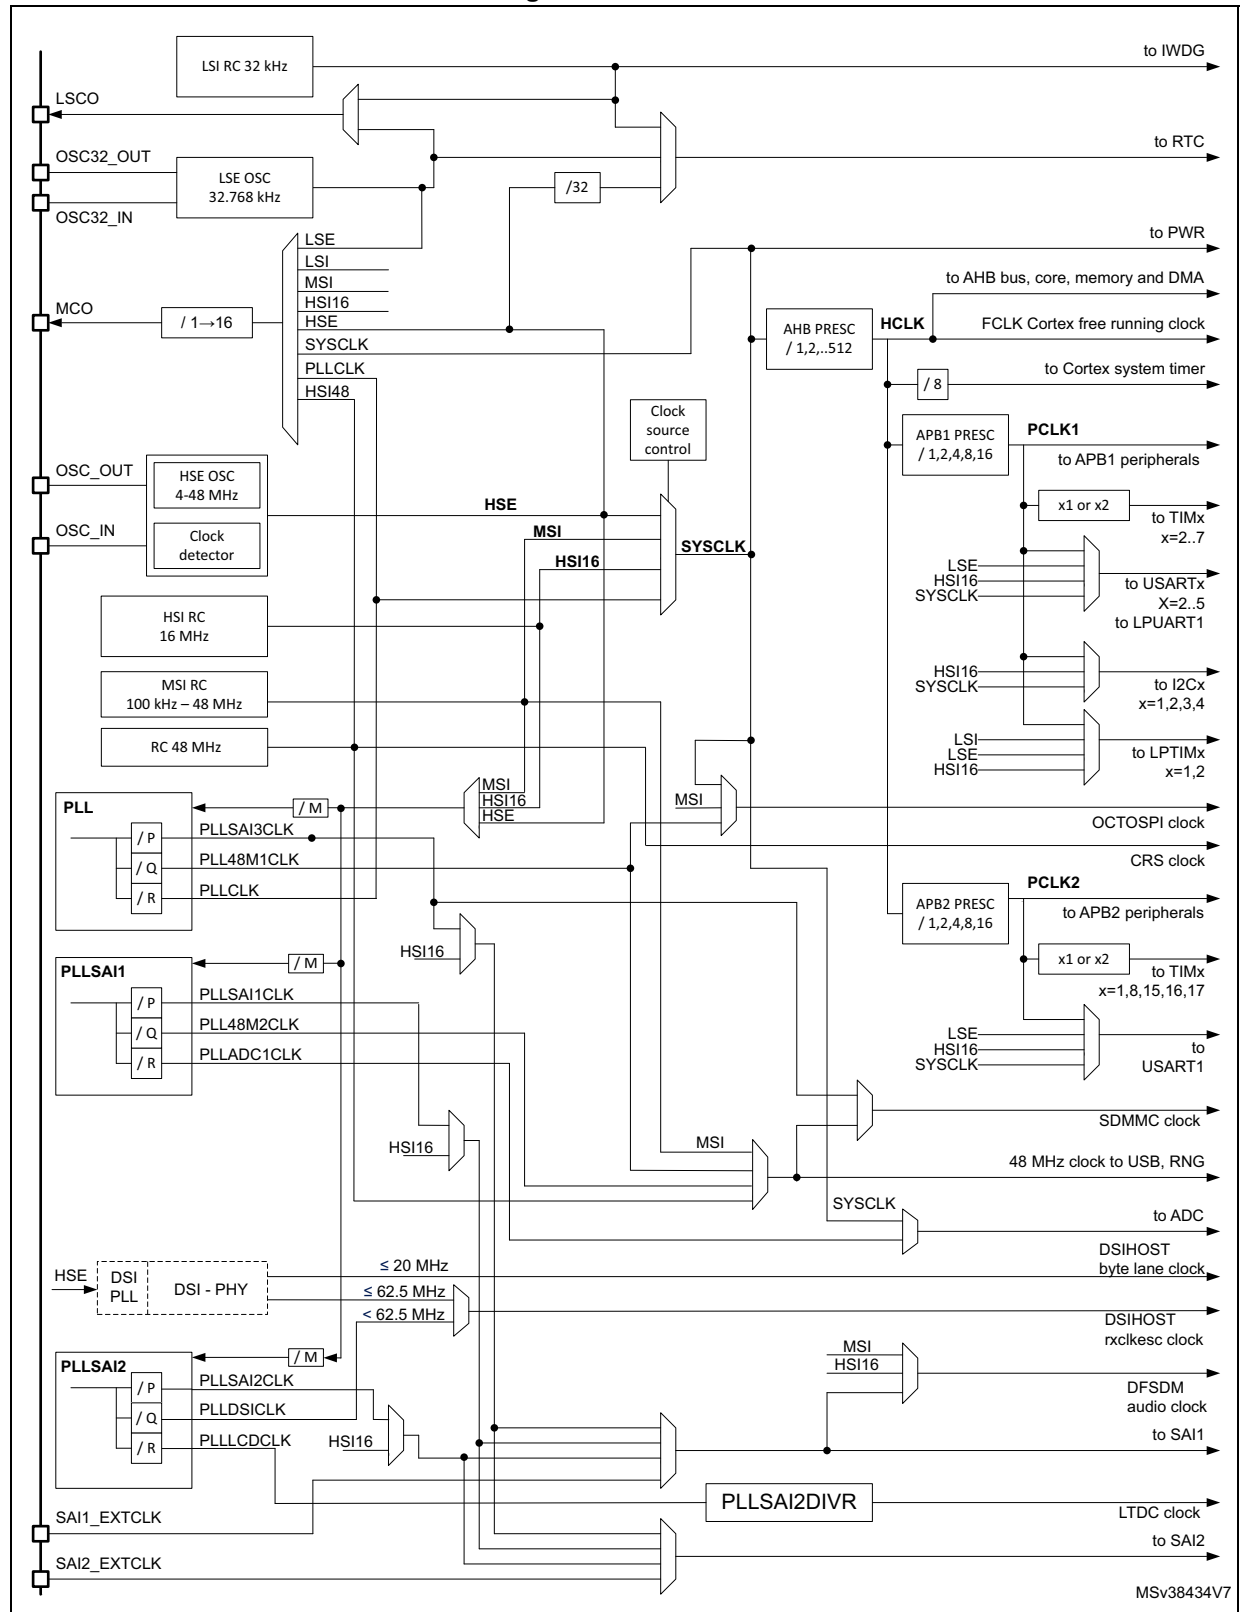 LSI RC 32 kHz
to IWDG
LSCO
OSC32_OUT
to RTC
LSE OSC
32.768 kHz
/32
OSC32_IN
to PWR
LSE
LSI
MSI
HSI16
HSE
SYSCLK
PLLCLK
HSI48
MCO
/ 1→16
to AHB bus, core, memory and DMA
AHB PRESC
/ 1,2,..512
HCLK
FCLK Cortex free running clock
to Cortex system timer
/ 8
Clock
source
control
APB1 PRESC
/ 1,2,4,8,16
PCLK1
to APB1 peripherals
OSC_OUT
HSE OSC
4-48 MHz
OSC_IN
Clock
detector
HSE
MSI
HSI16
SYSCLK
x1 or x2
to TIMx
x=2..7
LSE
HSI16
SYSCLK
to USARTx
X=2..5
to LPUART1
HSI RC
16 MHz
MSI RC
100 kHz – 48 MHz
RC 48 MHz
HSI16
SYSCLK
to I2Cx
x=1,2,3,4
LSI
LSE
HSI16
to LPTIMx
x=1,2
MSI
HSI16
HSE
MSI
OCTOSPI clock
CRS clock
PLL
/ M
/ P
PLLSAI3CLK
/ Q
PLL48M1CLK
/ R
PLLCLK
APB2 PRESC
/ 1,2,4,8,16
PCLK2
to APB2 peripherals
HSI16
x1 or x2
to TIMx
x=1,8,15,16,17
PLLSAI1
/ M
/ P
PLLSAI1CLK
/ Q
PLL48M2CLK
/ R
PLLADC1CLK
LSE
HSI16
SYSCLK
to
USART1
HSI16
MSI
SDMMC clock
48 MHz clock to USB, RNG
SYSCLK
to ADC
HSE
DSI
PLL
DSI - PHY
≤ 20 MHz
≤ 62.5 MHz
< 62.5 MHz
DSIHOST
byte lane clock
DSIHOST
rxclkesc clock
PLLSAI2
/ M
/ P
PLLSAI2CLK
/ Q
PLLDSICLK
/ R
PLLLCDCLK
HSI16
MSI
HSI16
DFSDM
audio clock
to SAI1
PLLSAI2DIVR
LTDC clock
SAI1_EXTCLK
to SAI2
SAI2_EXTCLK
MSv38434V7